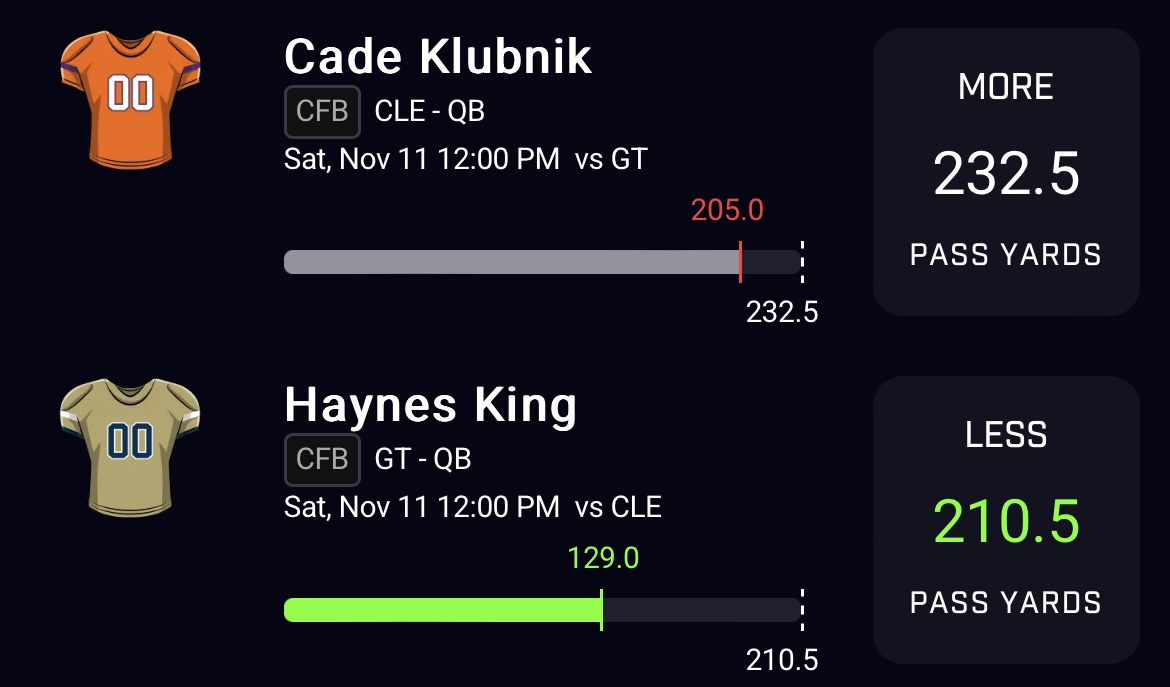 00
Cade Klubnik
CFB CLE - QB
Sat, Nov 11 12:00 PM vs GT
205.0
232.5
MORE
232.5
PASS YARDS
00
Haynes King
CFB GT - QB
Sat, Nov 11 12:00 PM vs CLE
129.0
210.5
LESS
210.5
PASS YARDS